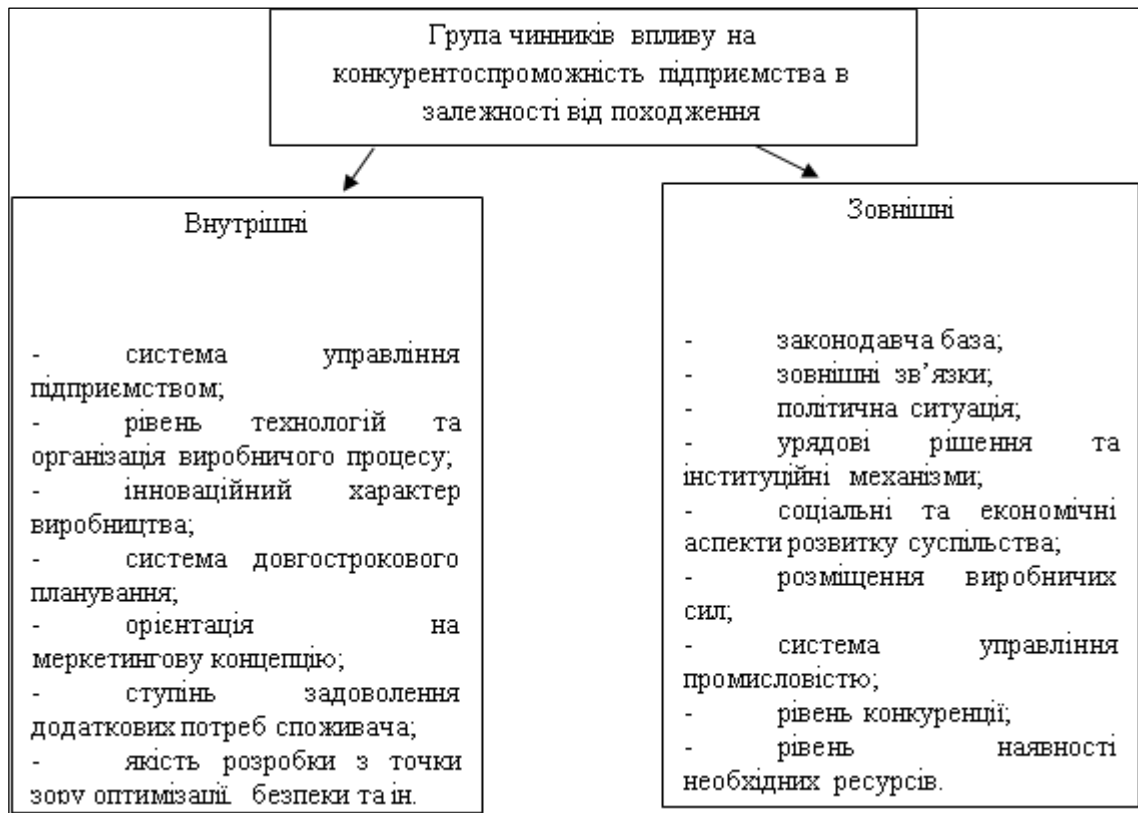 Група чинників впливу на
конкурентоспроможність підприємства в
залежності від походження
Внутрішні
- система управління
підприємством;
- рівень технологій та
організація виробничого процесу;
- інноваційний характер
виробництва;
- система довгострокового
планування;
- орієнтація на
меркетингову концепцію;
- ступінь задоволення
додаткових потреб споживача;
- якість розробки з точки
зору оптимізації, безпеки та ін.
Зовнішні
- законодавча база;
- зовнішні зв’язки;
- політична ситуація;
- урядові рішення та
інституційні механізми;
- соціальні та економічні
аспекти розвитку суспільства;
- розміщення виробничих
сил;
- система управління
промисловістю;
- рівень конкуренції;
- рівень наявності
необхідних ресурсів.